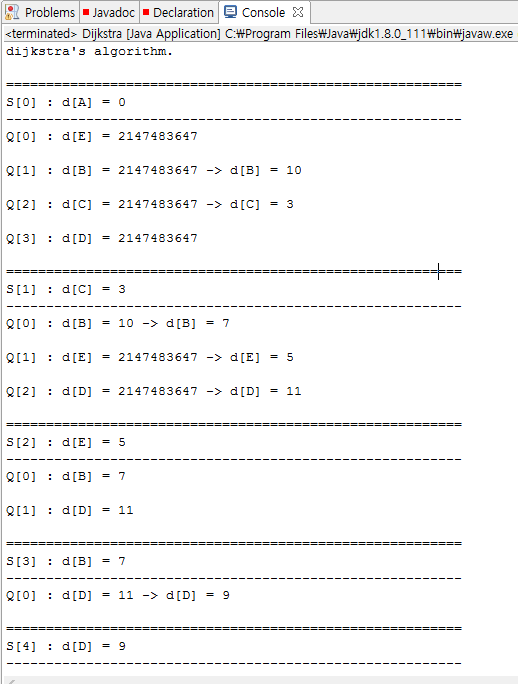 Problems Javadoc Declaration Console
<terminated> Dijkstra [Java Application] C:₩Program Files₩Java₩jdk1.8.0_111₩bin₩javaw.exe
dijkstra's algorithm.
=========================================================
S[0] : d[A] = 0
---------------------------------------------------------
Q[0] : d[E] = 2147483647
Q[1] : d[B] = 2147483647 -> d[B] = 10
Q[2] : d[C] = 2147483647 -> d[C] = 3
Q[3] : d[D] = 2147483647
=========================================================
S[1] : d[C] = 3
---------------------------------------------------------
Q[0] : d[B] = 10 -> d[B] = 7
Q[1] : d[E] = 2147483647 -> d[E] = 5
Q[2] : d[D] = 2147483647 -> d[D] = 11
=========================================================
S[2] : d[E] = 5
---------------------------------------------------------
Q[0] : d[B] = 7
Q[1] : d[D] = 11
=========================================================
S[3] : d[B] = 7
---------------------------------------------------------
Q[0] : d[D] = 11 -> d[D] = 9
=========================================================
S[4] : d[D] = 9
---------------------------------------------------------